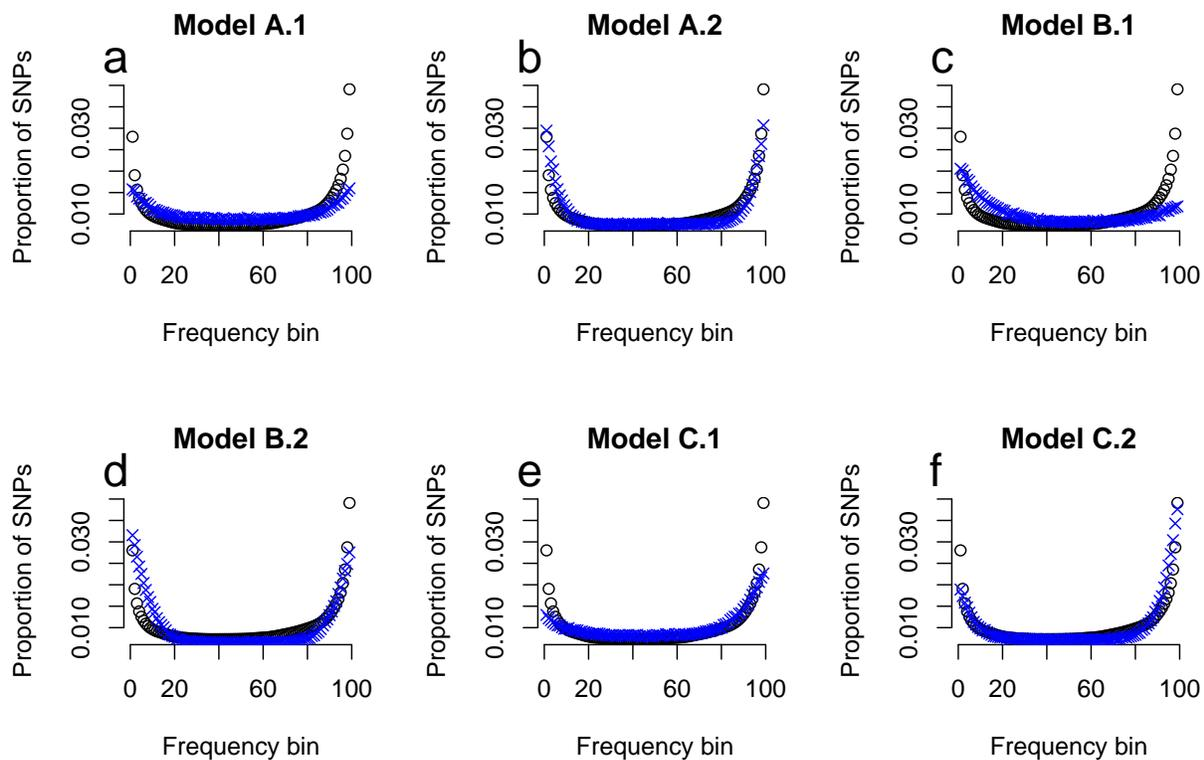 Model A.1
a
Proportion of SNPs
0.010 0.030
0 20 60 100
Frequency bin
Model A.2
b
Proportion of SNPs
0.010 0.030
0 20 60 100
Frequency bin
Model B.1
c
Proportion of SNPs
0.010 0.030
0 20 60 100
Frequency bin
Model B.2
d
Proportion of SNPs
0.010 0.030
0 20 60 100
Frequency bin
Model C.1
e
Proportion of SNPs
0.010 0.030
0 20 60 100
Frequency bin
Model C.2
f
Proportion of SNPs
0.010 0.030
0 20 60 100
Frequency bin